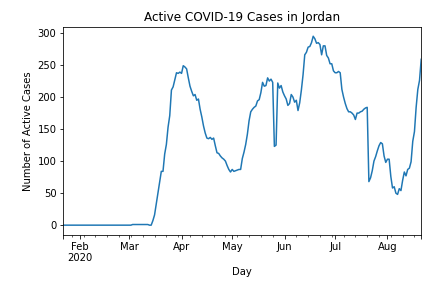 Active COVID-19 Cases in Jordan
Number of Active Cases
300
250
200
150
100
50
0
Feb Mar Apr May Jun Jul Aug
2020
Day